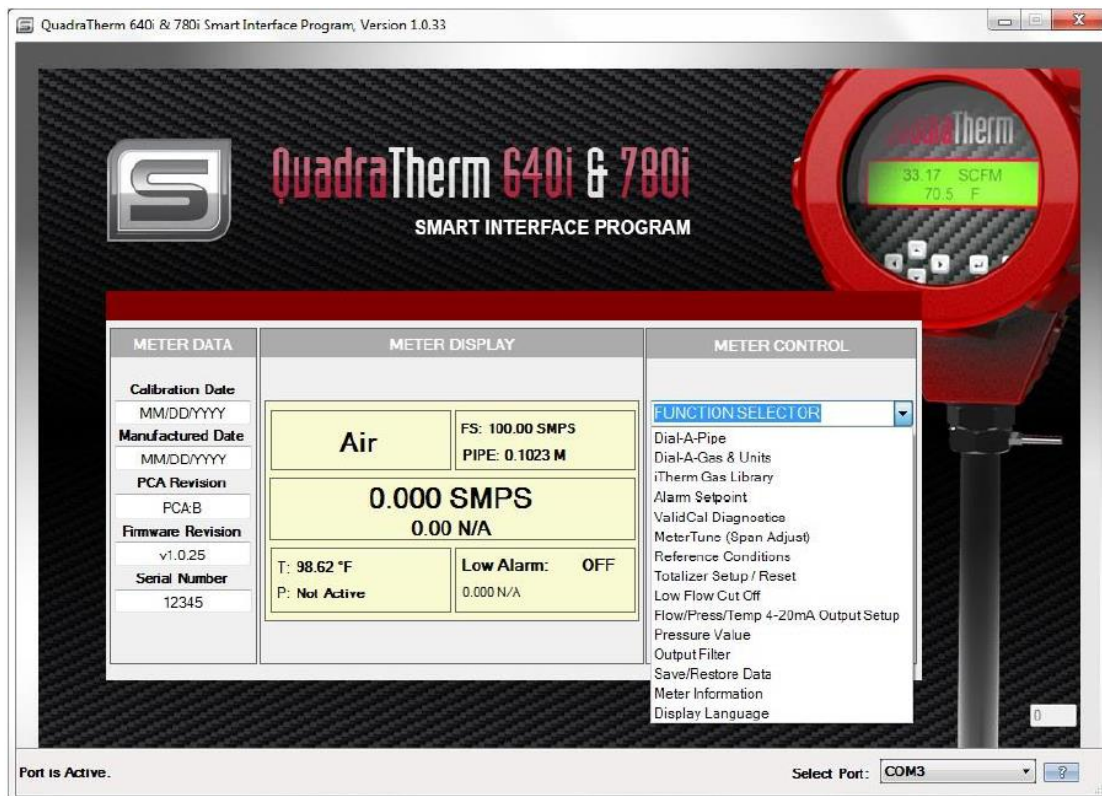 QuadraTherm 640i & 780i Smart Interface Program, Version 1.0.33
QuadraTherm 640i & 780i
SMART INTERFACE PROGRAM
Therm
33.17 SCFM
70.5 F
METER DATA
Calibration Date
MM/DD/YYYY
Manufactured Date
MM/DD/YYYY
PCA Revision
PCA:B
Firmware Revision
v1.0.25
Serial Number
12345
METER DISPLAY
Air
FS: 100.00 SMPS
PIPE: 0.1023 M
0.000 SMPS
0.00 N/A
T: 98.62 °F
P: Not Active
Low Alarm: OFF
0.000 N/A
METER CONTROL
FUNCTION SELECTOR
Dial-A-Pipe
Dial-A-Gas & Units
iTherm Gas Library
Alarm Setpoint
ValidCal Diagnostics
MeterTune (Span Adjust)
Reference Conditions
Totalizer Setup / Reset
Low Flow Cut Off
Flow/Press/Temp 4-20mA Output Setup
Pressure Value
Output Filter
Save/Restore Data
Meter Information
Display Language
0
Port is Active.
Select Port: COM3
?